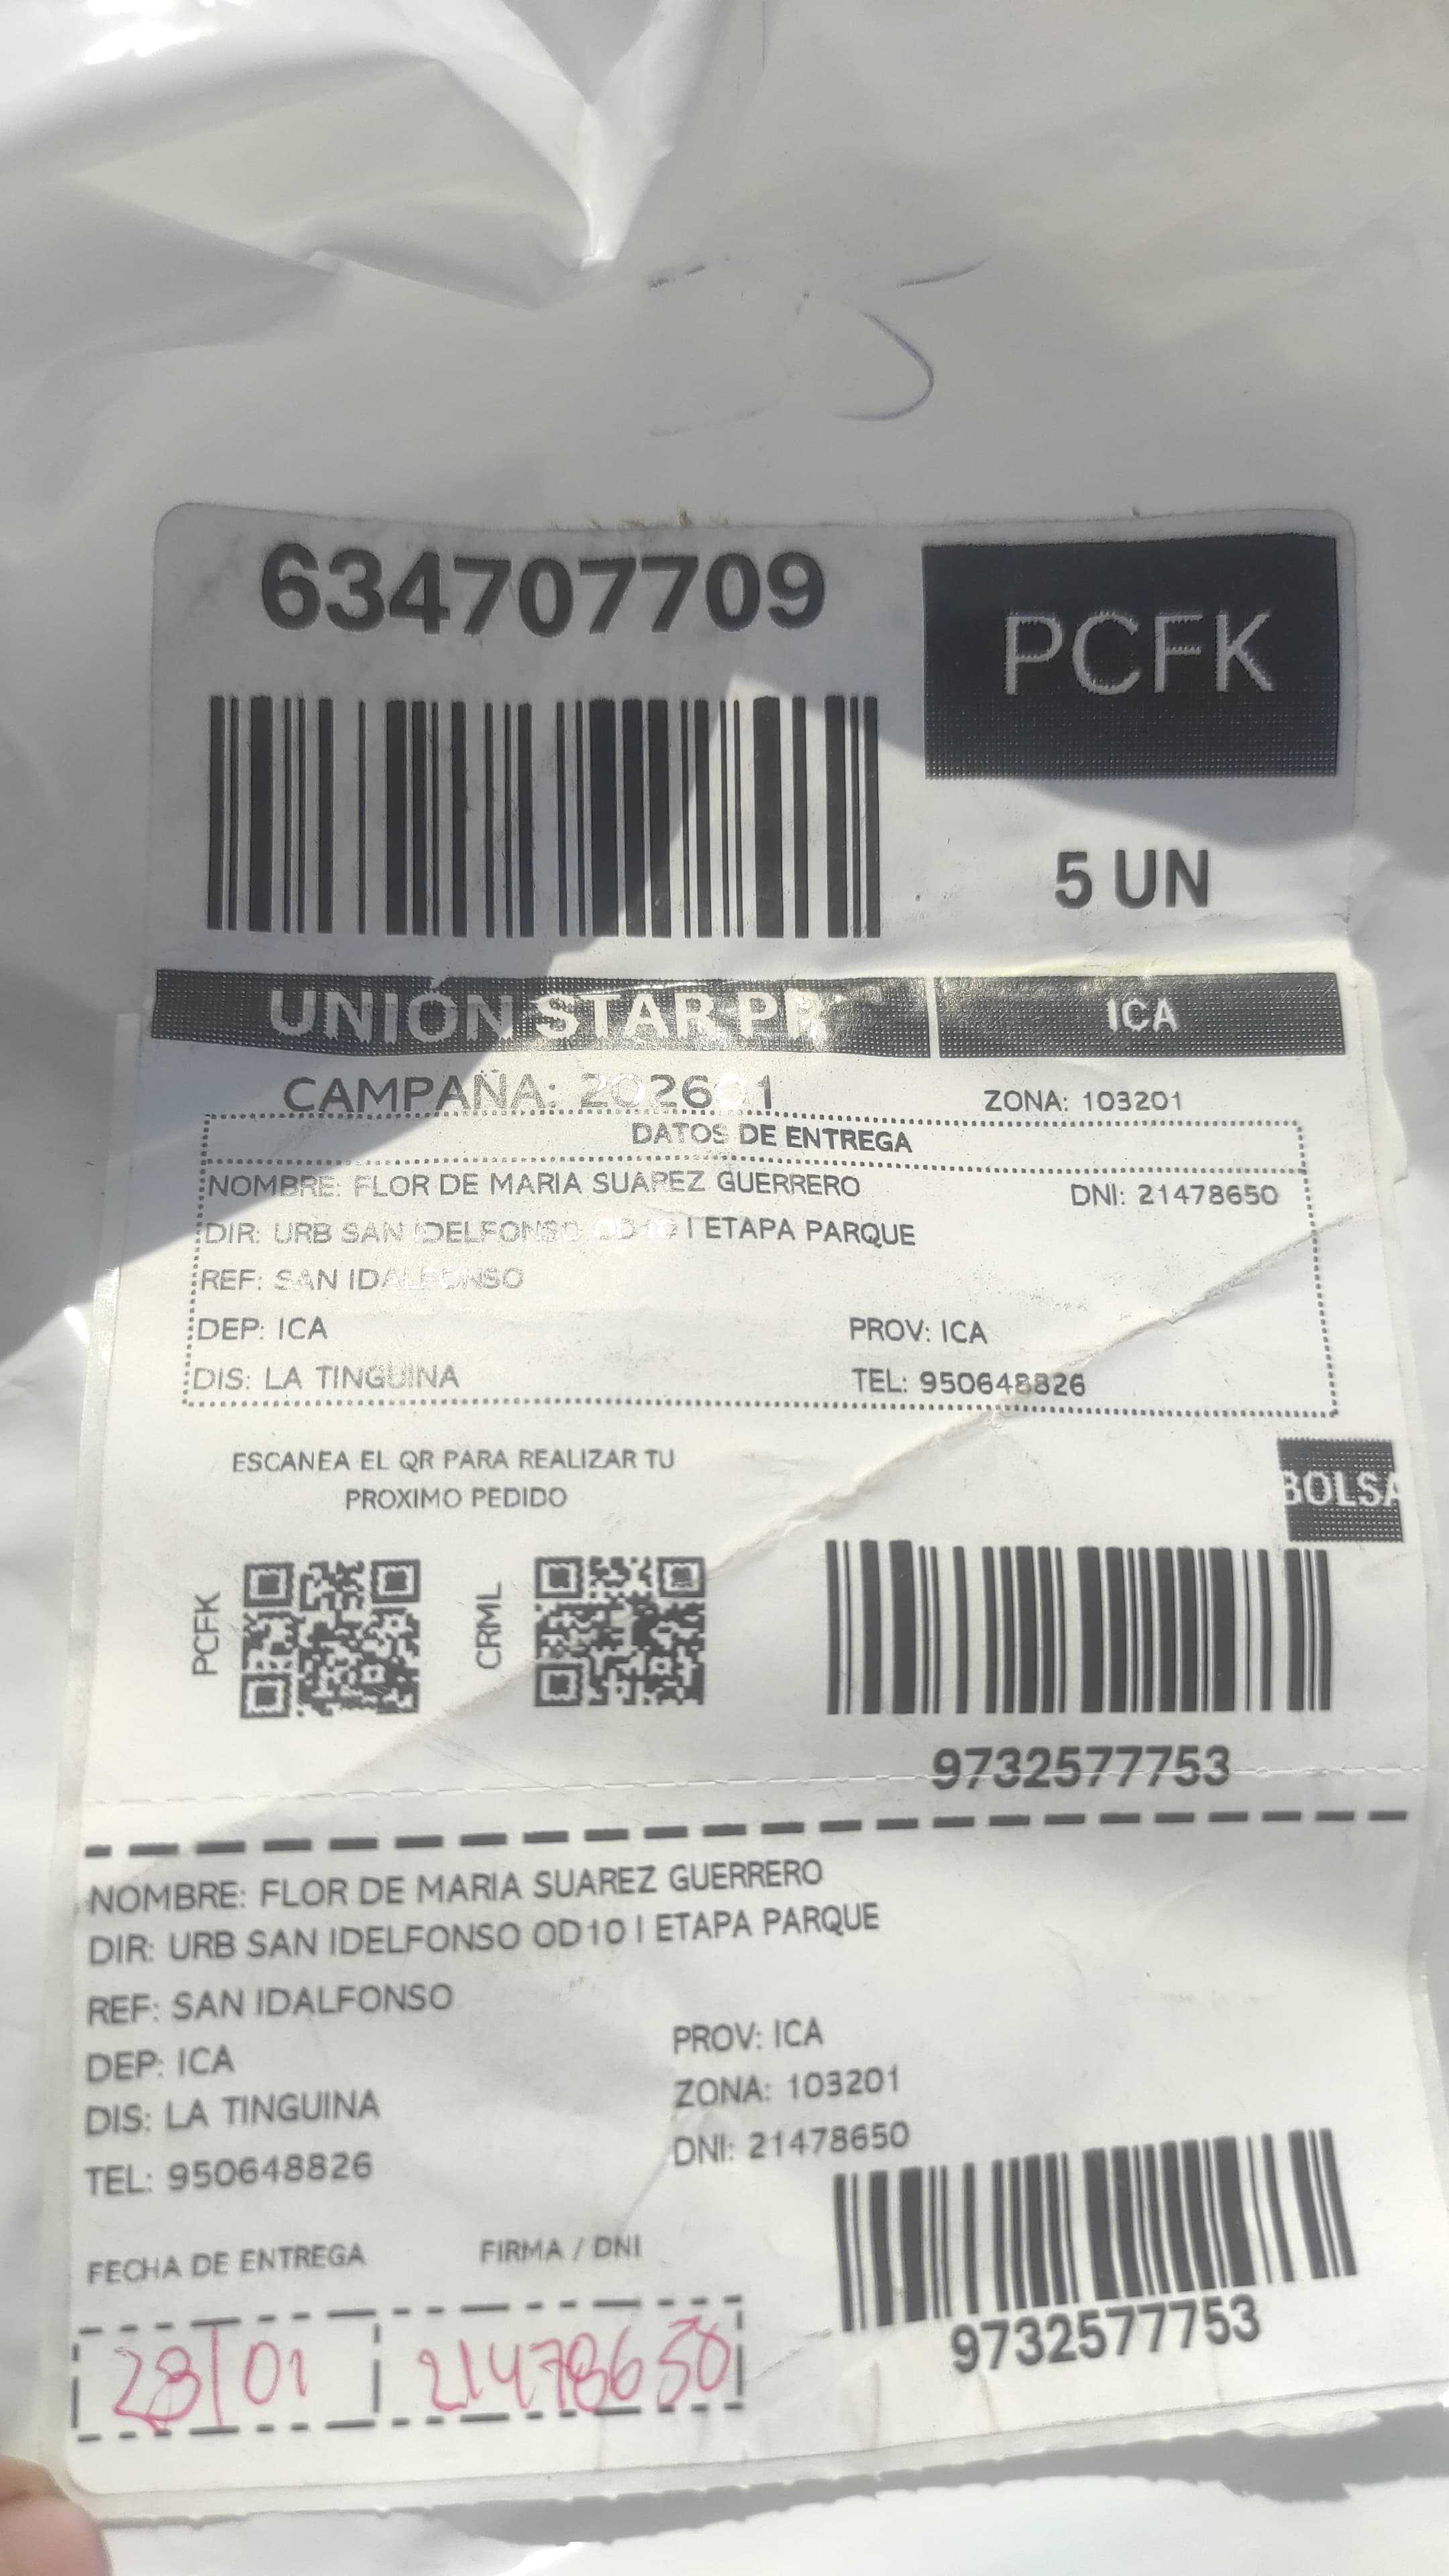 35
634707709
PCFK
5 UN
UNIÓN STAR PR
ICA
CAMPAÑA: 202601
ZONA: 103201
DATOS DE ENTREGA
NOMBRE: FLOR DE MARIA SUAREZ GUERRERO DNI: 21478650
DIR: URB SAN IDELFONSO OD10 I ETAPA PARQUE
REF: SAN IDALFONSO
DEP: ICA PROV: ICA
DIS: LA TINGUINA TEL: 950648826
ESCANEA EL QR PARA REALIZAR TU
PROXIMO PEDIDO
BOLSA
PCFK
CRML
9732577753
NOMBRE: FLOR DE MARIA SUAREZ GUERRERO
DIR: URB SAN IDELFONSO OD10 I ETAPA PARQUE
REF: SAN IDALFONSO
DEP: ICA PROV: ICA
DIS: LA TINGUINA ZONA: 103201
TEL: 950648826 DNI: 21478650
FECHA DE ENTREGA FIRMA / DNI
23/01 21478650
9732577753